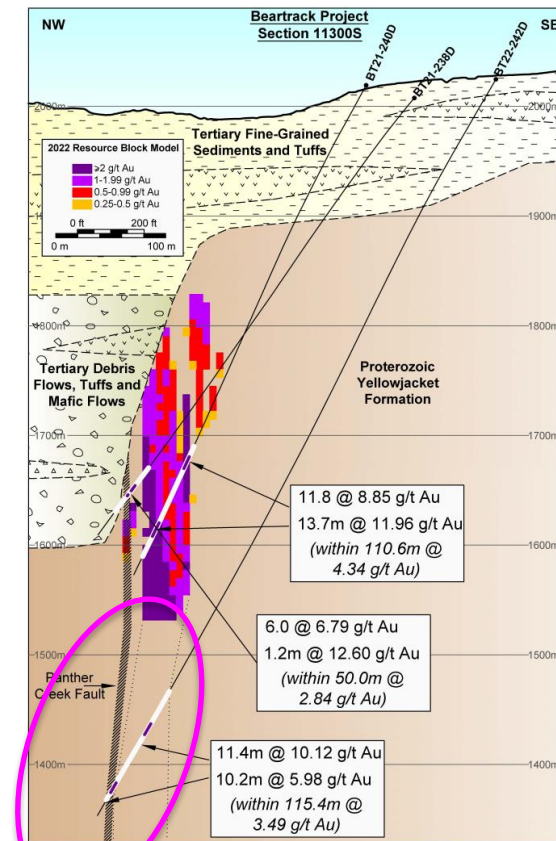 NW
Beartrack Project
Section 11300S
SE
BT21-240D
BT21-238D
BT22-242D
2000m
2000m
Tertiary Fine-Grained
Sediments and Tuffs
2022 Resource Block Model
≥2 g/t Au
1-1.99 g/t Au
0.5-0.99 g/t Au
0.25-0.5 g/t Au
0 ft 200 ft
0 m 100 m
1900m
1800m
1800m
Tertiary Debris
Flows, Tuffs and
Mafic Flows
Proterozoic
Yellowjacket
Formation
1700m
1700m
11.8 @ 8.85 g/t Au
13.7m @ 11.96 g/t Au
(within 110.6m @
4.34 g/t Au)
1600m
1600m
6.0 @ 6.79 g/t Au
1.2m @ 12.60 g/t Au
(within 50.0m @
2.84 g/t Au)
1500m
1500m
Panther
Creek Fault
11.4m @ 10.12 g/t Au
10.2m @ 5.98 g/t Au
(within 115.4m @
3.49 g/t Au)
1400m
1400m